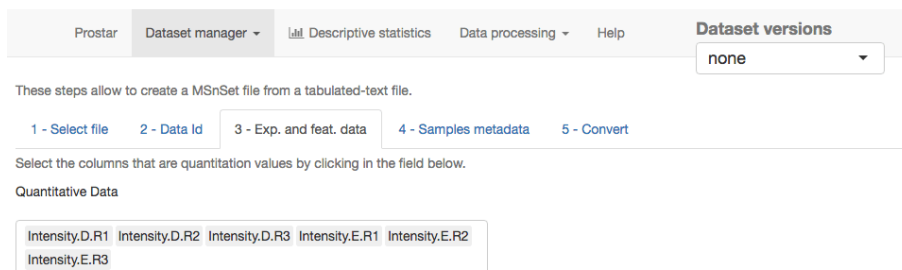 Prostar Dataset manager Descriptive statistics Data processing Help Dataset versions
none
These steps allow to create a MSnSet file from a tabulated-text file.
1 - Select file 2 - Data Id 3 - Exp. and feat. data 4 - Samples metadata 5 - Convert
Select the columns that are quantitation values by clicking in the field below.
Quantitative Data
Intensity.D.R1 Intensity.D.R2 Intensity.D.R3 Intensity.E.R1 Intensity.E.R2
Intensity.E.R3